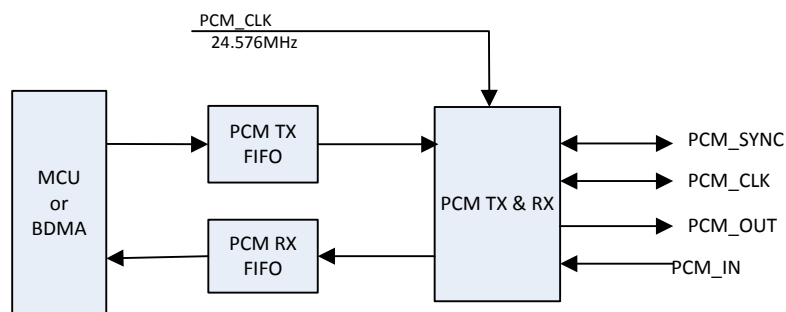 PCM_CLK
24.576MHz
MCU
or
BDMA
PCM TX
FIFO
PCM RX
FIFO
PCM TX & RX
PCM_SYNC
PCM_CLK
PCM_OUT
PCM_IN